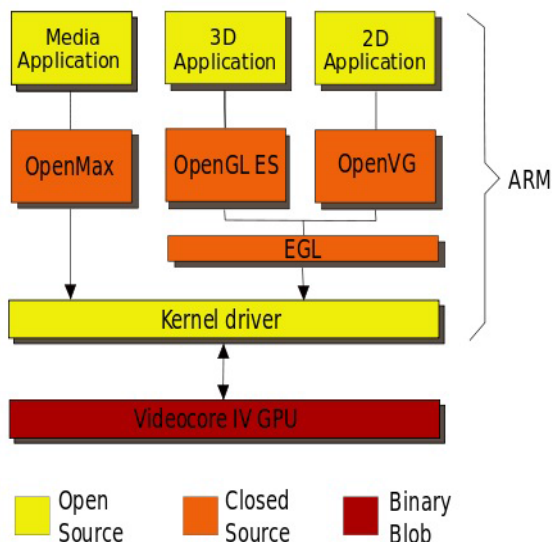 Media
Application
3D
Application
2D
Application
OpenMax
OpenGL ES
OpenVG
ARM
EGL
Kernel driver
Videocore IV GPU
Open
Source
Closed
Source
Binary
Blob